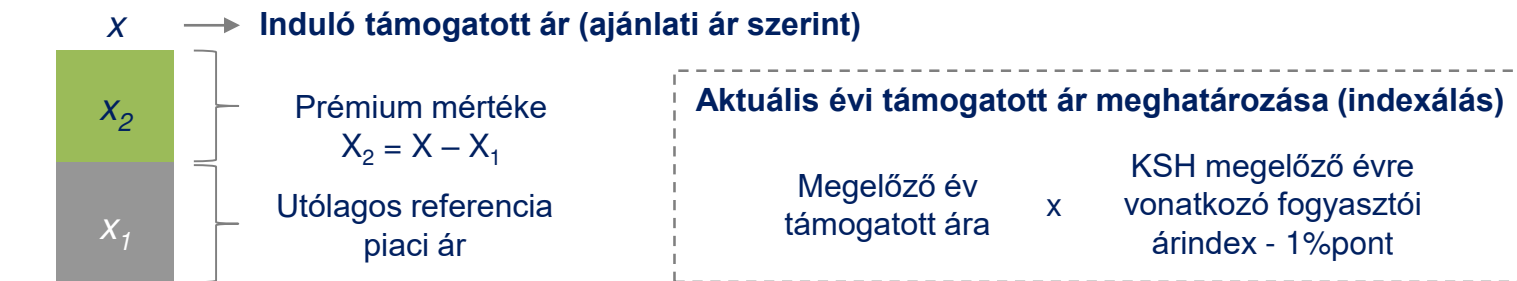 x → Induló támogatott ár (ajánlati ár szerint)
x₂
Prémium mértéke
X₂ = X – X₁
x₁
Utólagos referencia
piaci ár
Aktuális évi támogatott ár meghatározása (indexálás)
Megelőző év
támogatott ára
x
KSH megelőző évre
vonatkozó fogyasztói
árindex - 1%pont